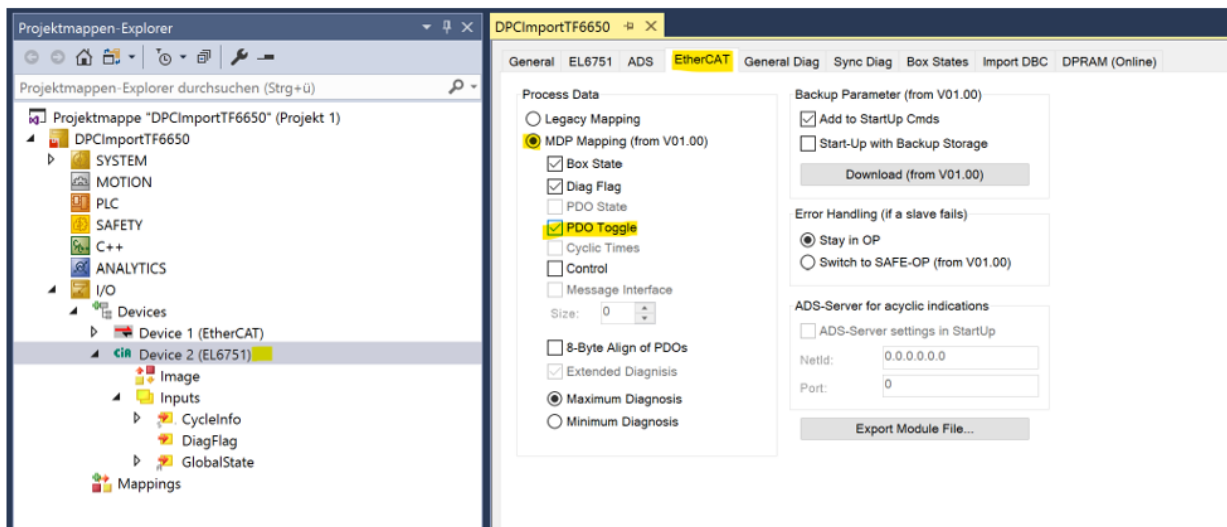 Projektmappen-Explorer
Projektmappen-Explorer durchsuchen (Strg+ü)
Projektmappe "DPCImportTF6650" (Projekt 1)
DPCImportTF6650
SYSTEM
MOTION
PLC
SAFETY
C++
ANALYTICS
I/O
Devices
Device 1 (EtherCAT)
CiA Device 2 (EL6751)
Image
Inputs
CycleInfo
DiagFlag
GlobalState
Mappings
DPCImportTF6650
General EL6751 ADS EtherCAT General Diag Sync Diag Box States Import DBC DPRAM (Online)
Process Data
Legacy Mapping
MDP Mapping (from V01.00)
Box State
Diag Flag
PDO State
PDO Toggle
Cyclic Times
Control
Message Interface
Size: 0
8-Byte Align of PDOs
Extended Diagnisis
Maximum Diagnosis
Minimum Diagnosis
Backup Parameter (from V01.00)
Add to StartUp Cmds
Start-Up with Backup Storage
Download (from V01.00)
Error Handling (if a slave fails)
Stay in OP
Switch to SAFE-OP (from V01.00)
ADS-Server for acyclic indications
ADS-Server settings in StartUp
NetId: 0.0.0.0.0.0
Port: 0
Export Module File...